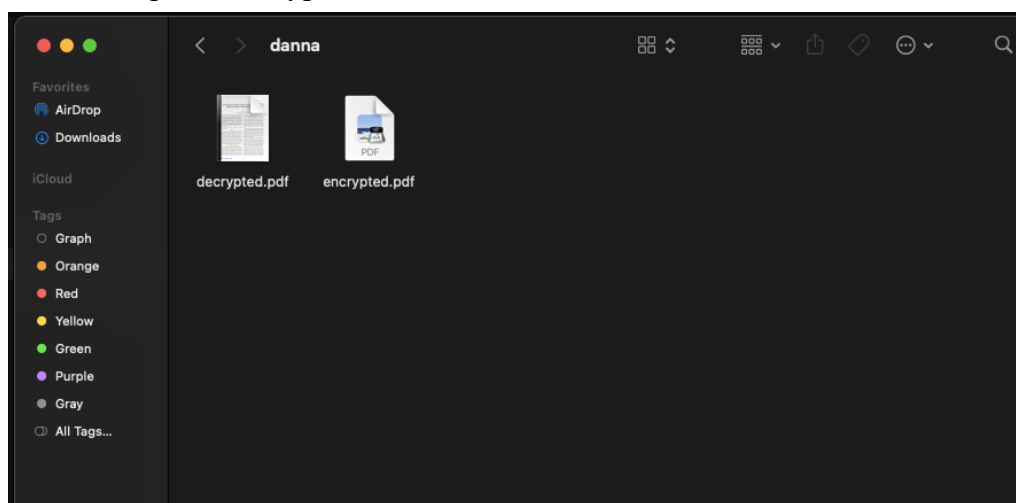 danna
Favorites
AirDrop
Downloads
iCloud
Tags
Graph
Orange
Red
Yellow
Green
Purple
Gray
All Tags...
PDF
decrypted.pdf
encrypted.pdf